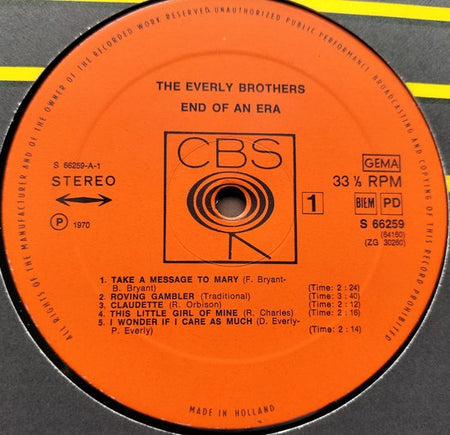 ALL RIGHTS OF THE MANUFACTURER AND OF THE OWNER OF THE RECORDED WORK RESERVED. UNAUTHORIZED PUBLIC PERFORMANCE, BROADCASTING AND COPYING OF THIS RECORD PROHIBITED
THE EVERLY BROTHERS
END OF AN ERA
CBS
S 66259-A-1
STEREO
Ⓟ 1970
GEMA
33 ⅓ RPM
1
BIEM PD
S 66259
(64160)
(ZG 30260)
1. TAKE A MESSAGE TO MARY (F. Bryant-
B. Bryant) (Time: 2 : 24)
2. ROVING GAMBLER (Traditional) (Time: 3 : 40)
3. CLAUDETTE (R. Orbison) (Time: 2 : 12)
4. THIS LITTLE GIRL OF MINE (R. Charles) (Time: 2 : 16)
5. I WONDER IF I CARE AS MUCH (D. Everly-
P. Everly) (Time: 2 : 14)
MADE IN HOLLAND